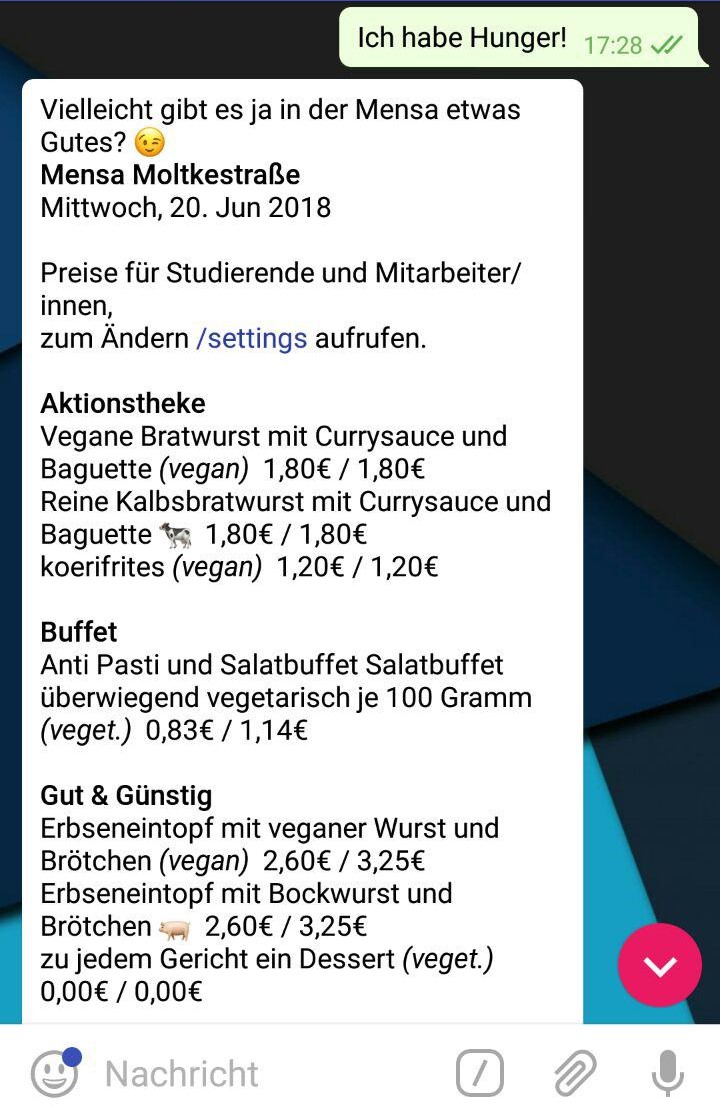 Ich habe Hunger! 17:28
Vielleicht gibt es ja in der Mensa etwas
Gutes? 😉
Mensa Moltkestraße
Mittwoch, 20. Jun 2018
Preise für Studierende und Mitarbeiter/
innen,
zum Ändern /settings aufrufen.
Aktionstheke
Vegane Bratwurst mit Currysauce und
Baguette (vegan) 1,80€ / 1,80€
Reine Kalbsbratwurst mit Currysauce und
Baguette 🐄 1,80€ / 1,80€
koerifrites (vegan) 1,20€ / 1,20€
Buffet
Anti Pasti und Salatbuffet Salatbuffet
überwiegend vegetarisch je 100 Gramm
(veget.) 0,83€ / 1,14€
Gut & Günstig
Erbseneintopf mit veganer Wurst und
Brötchen (vegan) 2,60€ / 3,25€
Erbseneintopf mit Bockwurst und
Brötchen 🐖 2,60€ / 3,25€
zu jedem Gericht ein Dessert (veget.)
0,00€ / 0,00€
Nachricht /